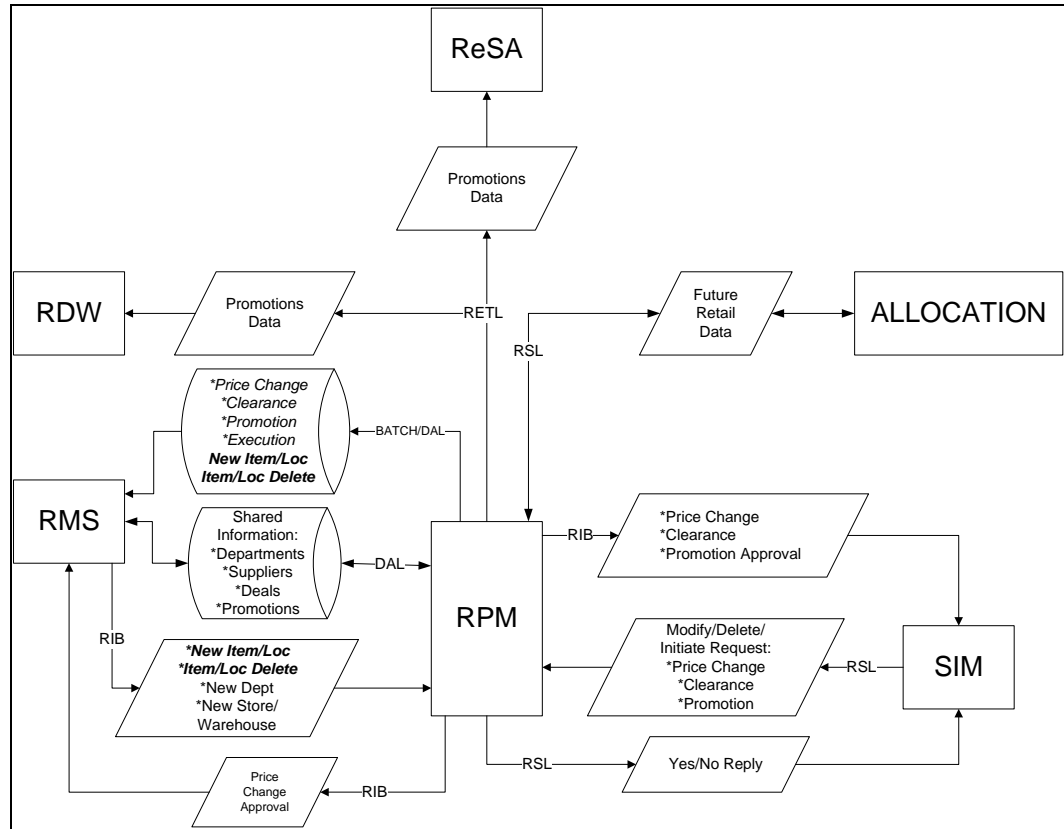 ReSA
Promotions
Data
RDW
Promotions
Data
RETL
Future
Retail
Data
ALLOCATION
RSL
*Price Change
*Clearance
*Promotion
*Execution
New Item/Loc
Item/Loc Delete
BATCH/DAL
RMS
Shared
Information:
*Departments
*Suppliers
*Deals
*Promotions
DAL
RPM
RIB
*Price Change
*Clearance
*Promotion Approval
RIB
*New Item/Loc
*Item/Loc Delete
*New Dept
*New Store/
Warehouse
Modify/Delete/
Initiate Request:
*Price Change
*Clearance
*Promotion
RSL
SIM
RSL
Yes/No Reply
Price
Change
Approval
RIB